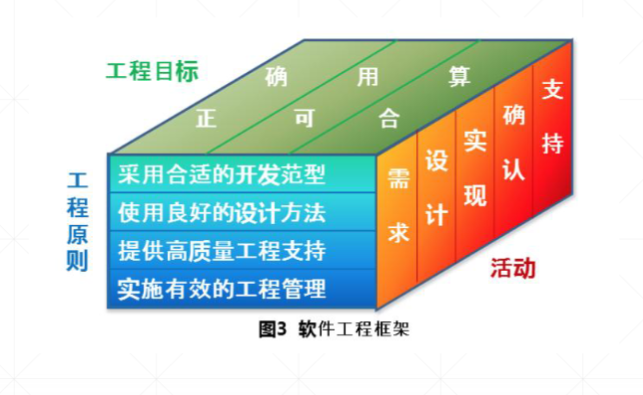 工程目标
正确
可用
合算
工程原则
采用合适的开发范型
使用良好的设计方法
提供高质量工程支持
实施有效的工程管理
需求
设计
实现
确认
支持
活动
图3 软件工程框架